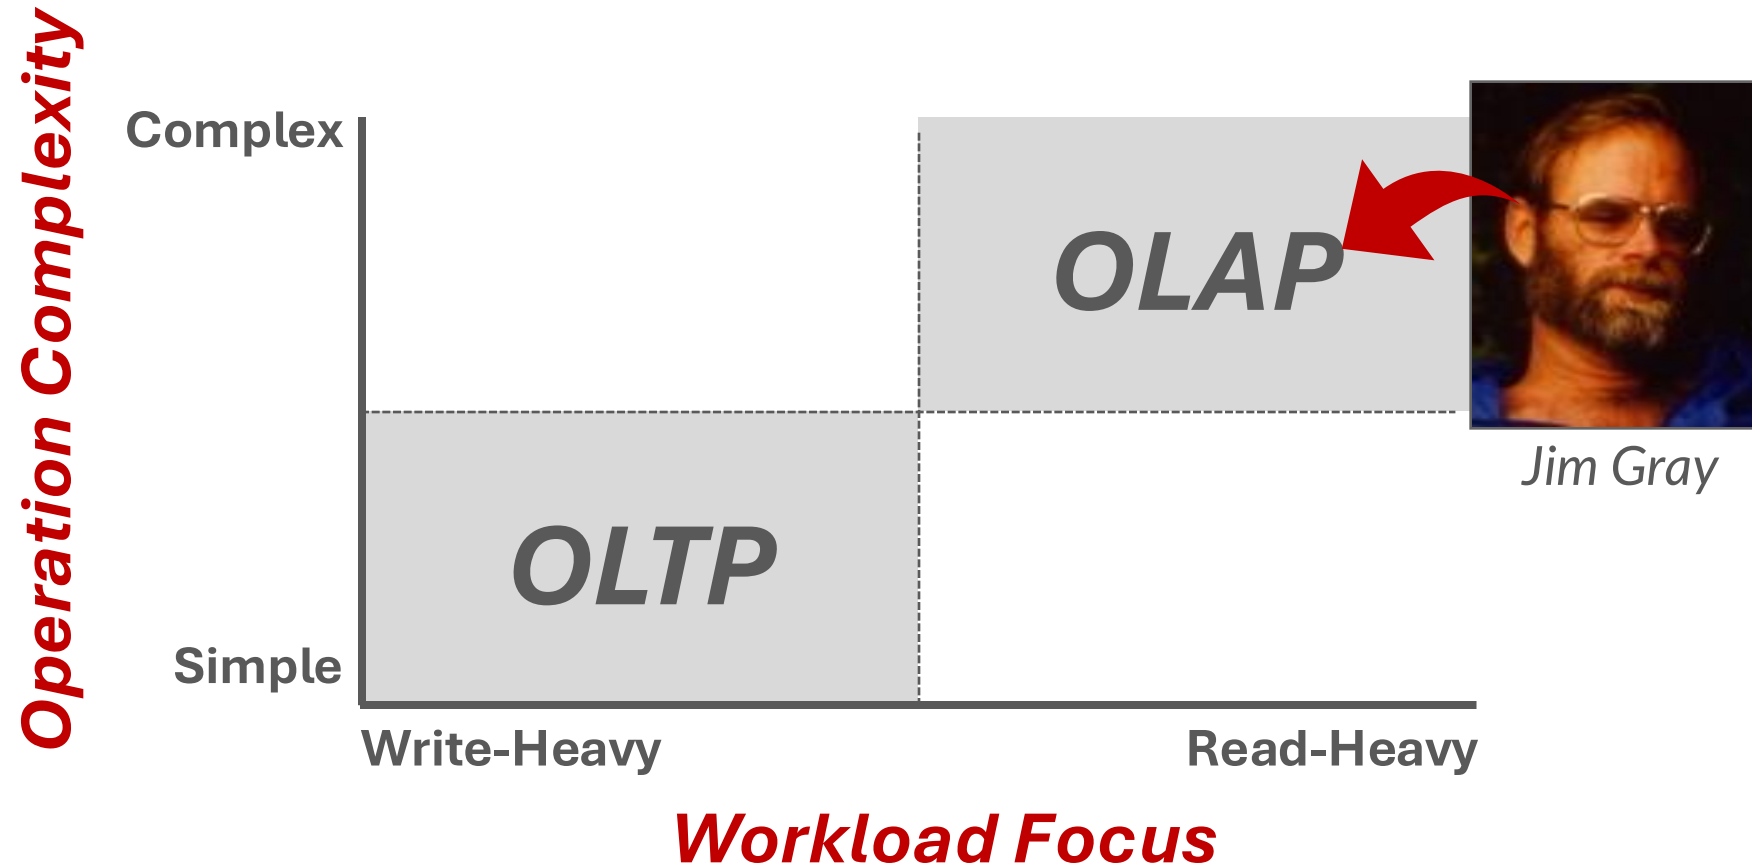 Operation Complexity
Complex
OLAP
Jim Gray
OLTP
Simple
Write-Heavy
Read-Heavy
Workload Focus